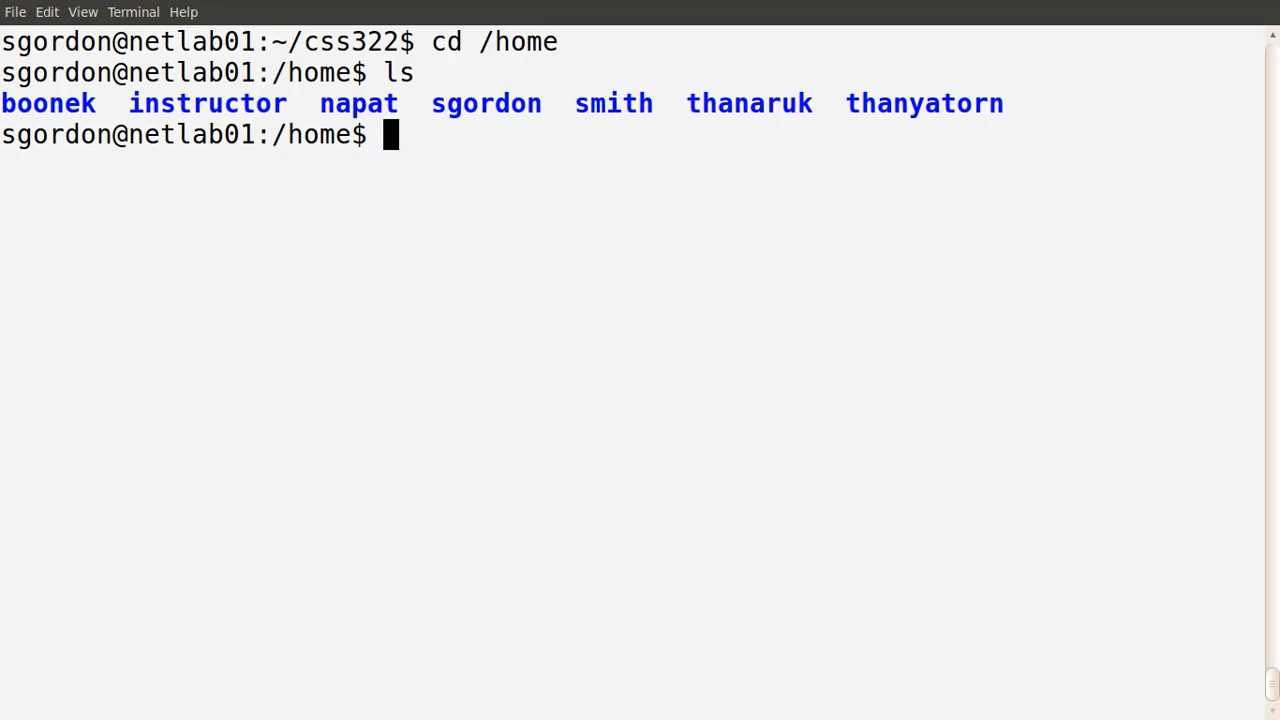 File Edit View Terminal Help
sgordon@netlab01:~/css322$ cd /home
sgordon@netlab01:/home$ ls
boonek  instructor  napat  sgordon  smith  thanaruk  thanyatorn
sgordon@netlab01:/home$